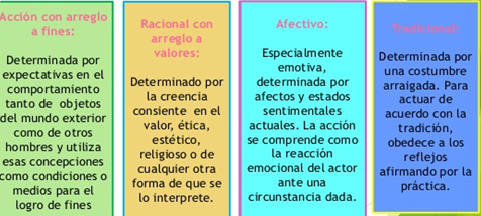 Acción con arreglo
a fines:
Determinada por
expectativas en el
comportamiento
tanto de objetos
del mundo exterior
como de otros
hombres y utiliza
esas concepciones
como condiciones o
medios para el
logro de fines
Racional con
arreglo a
valores:
Determinado por
la creencia
consiente en el
valor, ética,
estético,
religioso o de
cualquier otra
forma de que se
lo interprete.
Afectivo:
Especialmente
emotiva,
determinada por
afectos y estados
sentimentales
actuales. La acción
se comprende como
la reacción
emocional del actor
ante una
circunstancia dada.
Tradicional:
Determinada por
una costumbre
arraigada. Para
actuar de
acuerdo con la
tradición,
obedece a los
reflejos
afirmando por la
práctica.